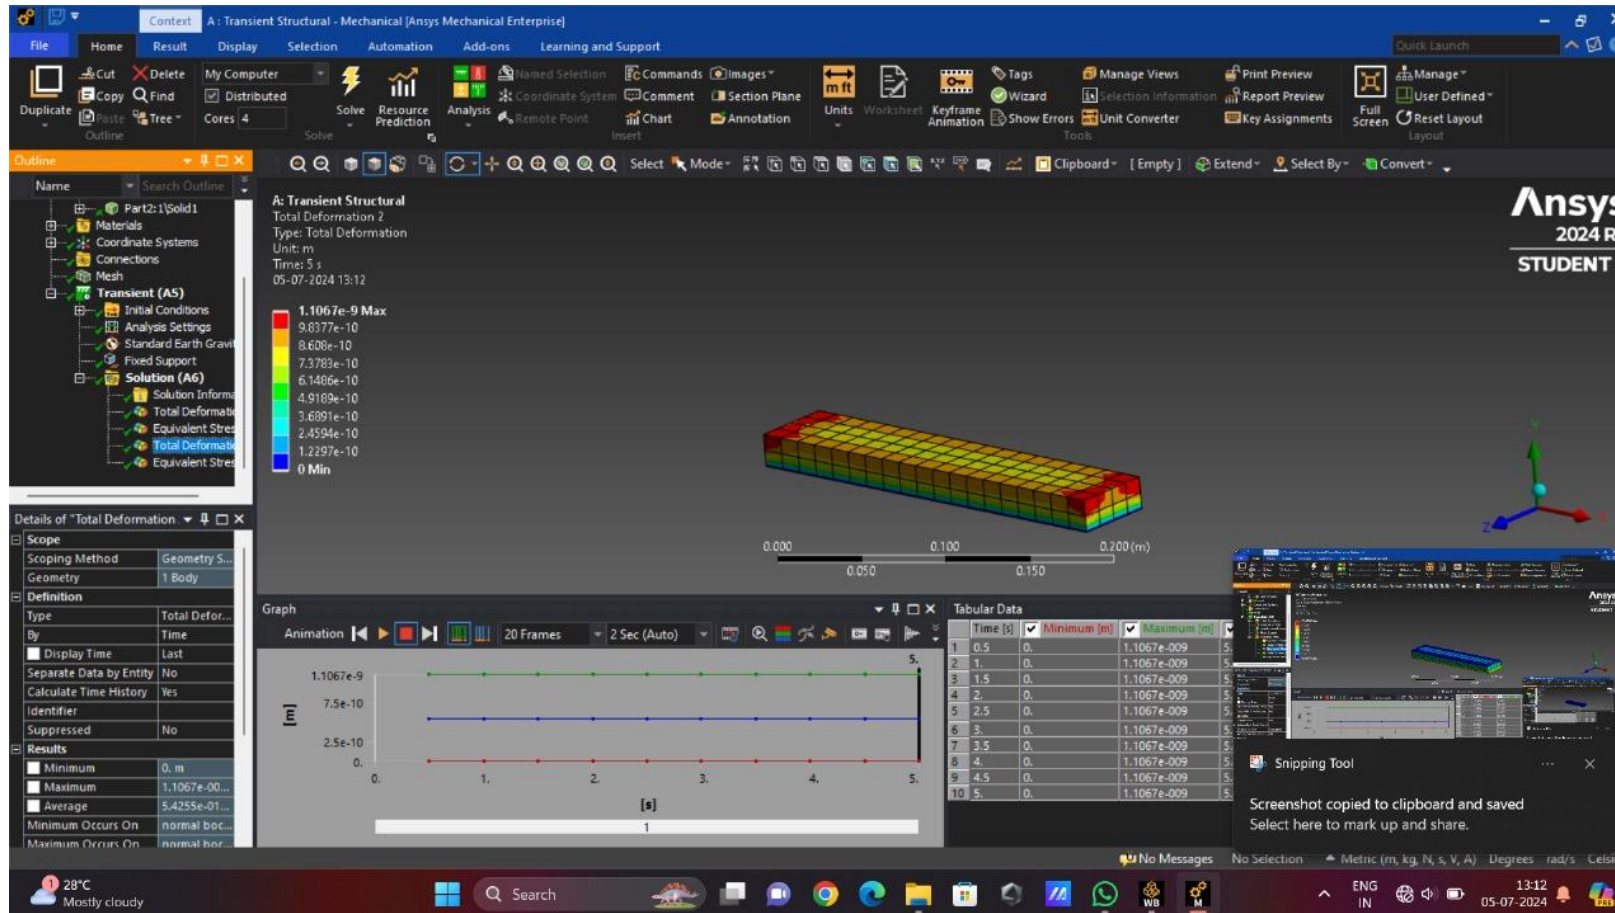 Context A : Transient Structural - Mechanical [Ansys Mechanical Enterprise]
File Home Result Display Selection Automation Add-ons Learning and Support Quick Launch
Duplicate
Cut Delete
Copy Find
Paste Tree
Outline
My Computer
Distributed
Cores 4
Solve
Resource Prediction
Solve
Analysis
Named Selection Commands Images
Coordinate System Comment Section Plane
Remote Point Chart Annotation
Insert
Units Worksheet Keyframe Animation
Tags Manage Views Print Preview
Wizard Selection Information Report Preview
Show Errors Unit Converter Key Assignments
Tools
Full Screen
Manage
User Defined
Reset Layout
Layout
Select Mode Clipboard [ Empty ] Extend Select By Convert
Outline
Name Search Outline
Part2:1\Solid1
Materials
Coordinate Systems
Connections
Mesh
Transient (A5)
Initial Conditions
Analysis Settings
Standard Earth Gravit
Fixed Support
Solution (A6)
Solution Informa
Total Deformatic
Equivalent Stres
Total Deformatic
Equivalent Stres
A: Transient Structural
Total Deformation 2
Type: Total Deformation
Unit: m
Time: 5 s
05-07-2024 13:12
1.1067e-9 Max
9.8377e-10
8.608e-10
7.3783e-10
6.1486e-10
4.9189e-10
3.6891e-10
2.4594e-10
1.2297e-10
0 Min
Ansys
2024 R
STUDENT
Y
Z
X
0.000 0.100 0.200 (m)
0.050 0.150
Details of "Total Deformation
Scope
Scoping Method Geometry S...
Geometry 1 Body
Definition
Type Total Defor...
By Time
Display Time Last
Separate Data by Entity No
Calculate Time History Yes
Identifier
Suppressed No
Results
Minimum 0. m
Maximum 1.1067e-00...
Average 5.4255e-01...
Minimum Occurs On normal boc...
Maximum Occurs On normal boc...
Graph
Animation 20 Frames 2 Sec (Auto)
5.
1.1067e-9
7.5e-10
2.5e-10
0.
[m]
0. 1. 2. 3. 4. 5.
[s]
1
Tabular Data
Time [s] Minimum [m] Maximum [m]
1 0.5 0. 1.1067e-009 5.
2 1. 0. 1.1067e-009 5.
3 1.5 0. 1.1067e-009 5.
4 2. 0. 1.1067e-009 5.
5 2.5 0. 1.1067e-009 5.
6 3. 0. 1.1067e-009 5.
7 3.5 0. 1.1067e-009 5.
8 4. 0. 1.1067e-009 5.
9 4.5 0. 1.1067e-009 5.
10 5. 0. 1.1067e-009 5.
Ansys
Snipping Tool
Screenshot copied to clipboard and saved
Select here to mark up and share.
No Messages No Selection Metric (m, kg, N, s, V, A) Degrees rad/s Celsi
1
28°C
Mostly cloudy
Search
WB
M
ENG
IN
13:12
05-07-2024
PRE